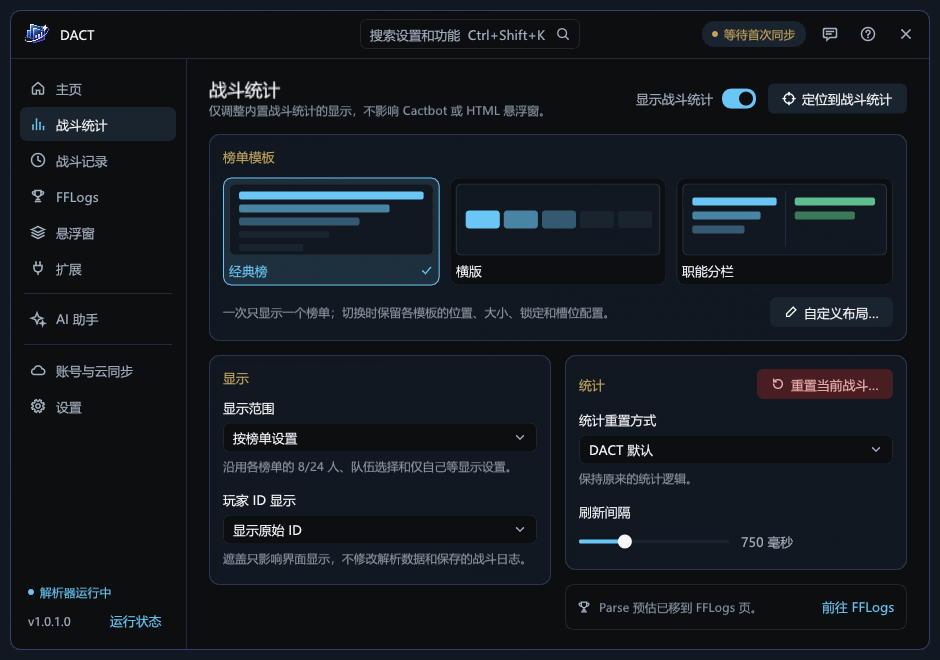 DACT
搜索设置和功能 Ctrl+Shift+K
等待首次同步
主页
战斗统计
战斗记录
FFLogs
悬浮窗
扩展
AI 助手
账号与云同步
设置
解析器运行中
v1.0.1.0 运行状态
战斗统计
仅调整内置战斗统计的显示，不影响 Cactbot 或 HTML 悬浮窗。
显示战斗统计
定位到战斗统计
榜单模板
经典榜
横版
职能分栏
一次只显示一个榜单；切换时保留各模板的位置、大小、锁定和槽位配置。
自定义布局...
显示
显示范围
按榜单设置
沿用各榜单的 8/24 人、队伍选择和仅自己等显示设置。
玩家 ID 显示
显示原始 ID
遮盖只影响界面显示，不修改解析数据和保存的战斗日志。
统计
重置当前战斗...
统计重置方式
DACT 默认
保持原来的统计逻辑。
刷新间隔
750 毫秒
Parse 预估已移到 FFLogs 页。
前往 FFLogs